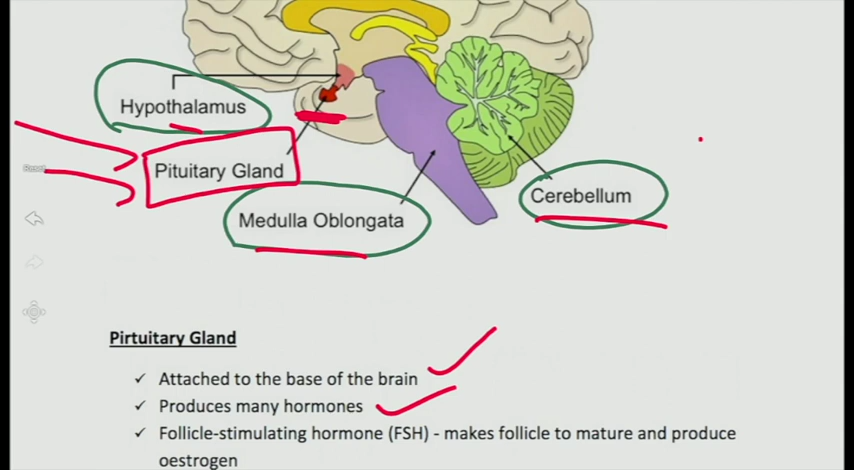 Hypothalamus
Pituitary Gland
Medulla Oblongata
Cerebellum
Reset
Pirtuitary Gland
✓ Attached to the base of the brain
✓ Produces many hormones
✓ Follicle-stimulating hormone (FSH) - makes follicle to mature and produce
oestrogen